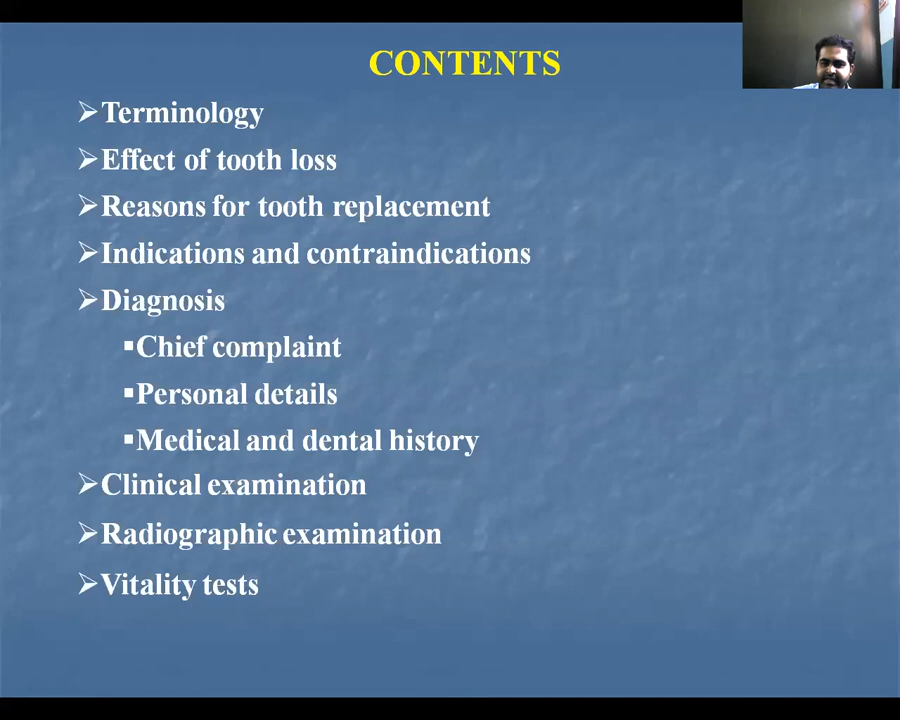 CONTENTS
➢Terminology
➢Effect of tooth loss
➢Reasons for tooth replacement
➢Indications and contraindications
➢Diagnosis
▪Chief complaint
▪Personal details
▪Medical and dental history
➢Clinical examination
➢Radiographic examination
➢Vitality tests